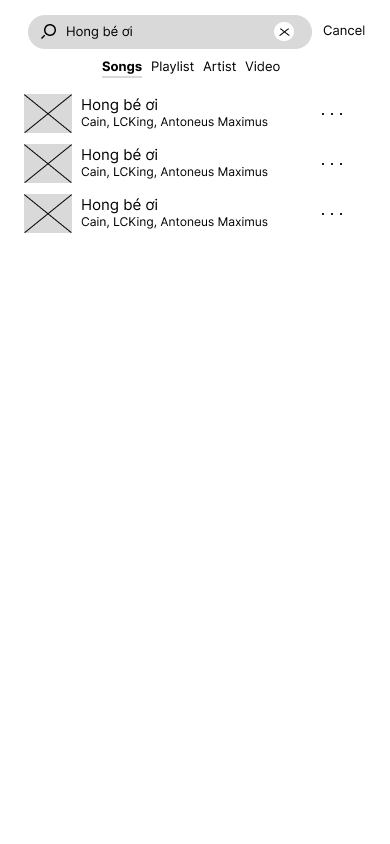 Hong bé ơi
Cancel
Songs Playlist Artist Video
Hong bé ơi
Cain, LCKing, Antoneus Maximus
Hong bé ơi
Cain, LCKing, Antoneus Maximus
Hong bé ơi
Cain, LCKing, Antoneus Maximus